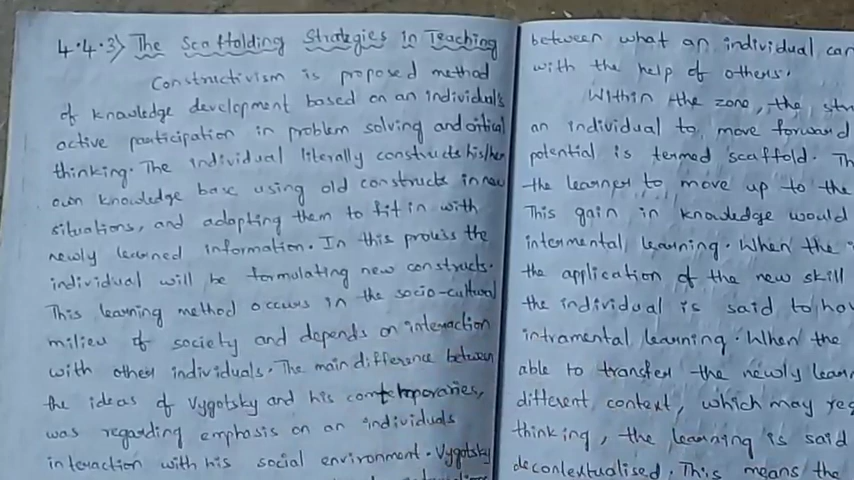 4.4.3) The Scaffolding Strategies in Teaching
Constructivism is proposed method
of knowledge development based on an individuals
active participation in problem solving and critical
thinking. The individual literally constructs his/her
own knowledge base using old constructs in new
situations, and adapting them to fit in with
newly learned information. In this process the
individual will be formulating new constructs.
This learning method occurs in the socio-cultural
milieu of society and depends on interaction
with other individuals. The main difference between
the ideas of Vygotsky and his contemporaries,
was regarding emphosis on an individuals
interaction with his social environment. Vygotsky
between what an individual can
with the help of others.
Within the zone, the
an individual to move forward
potential is termed scaffold.
the learner to move up to the
This gain in knowledge would
intermental learning. When the
the application of the new skill
the individual is said to
intramental learning. When the
able to transfer the newly
different context, which may
thinking, the learning is said
decontextualised. This means the